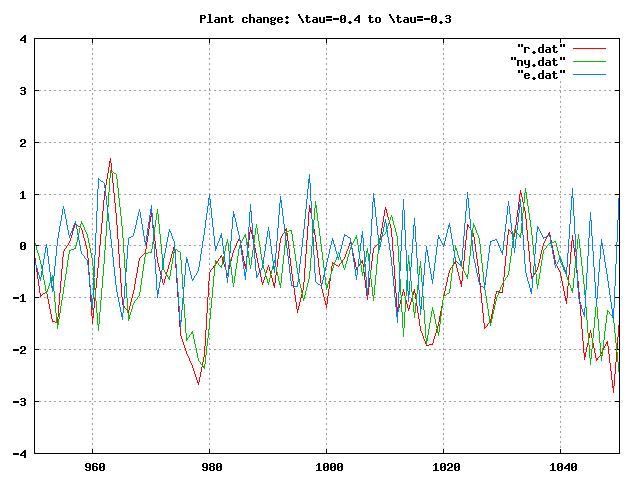 Plant change: \tau=-0.4 to \tau=-0.3
"r.dat"
"ny.dat"
"e.dat"
4
3
2
1
0
-1
-2
-3
-4
960 980 1000 1020 1040